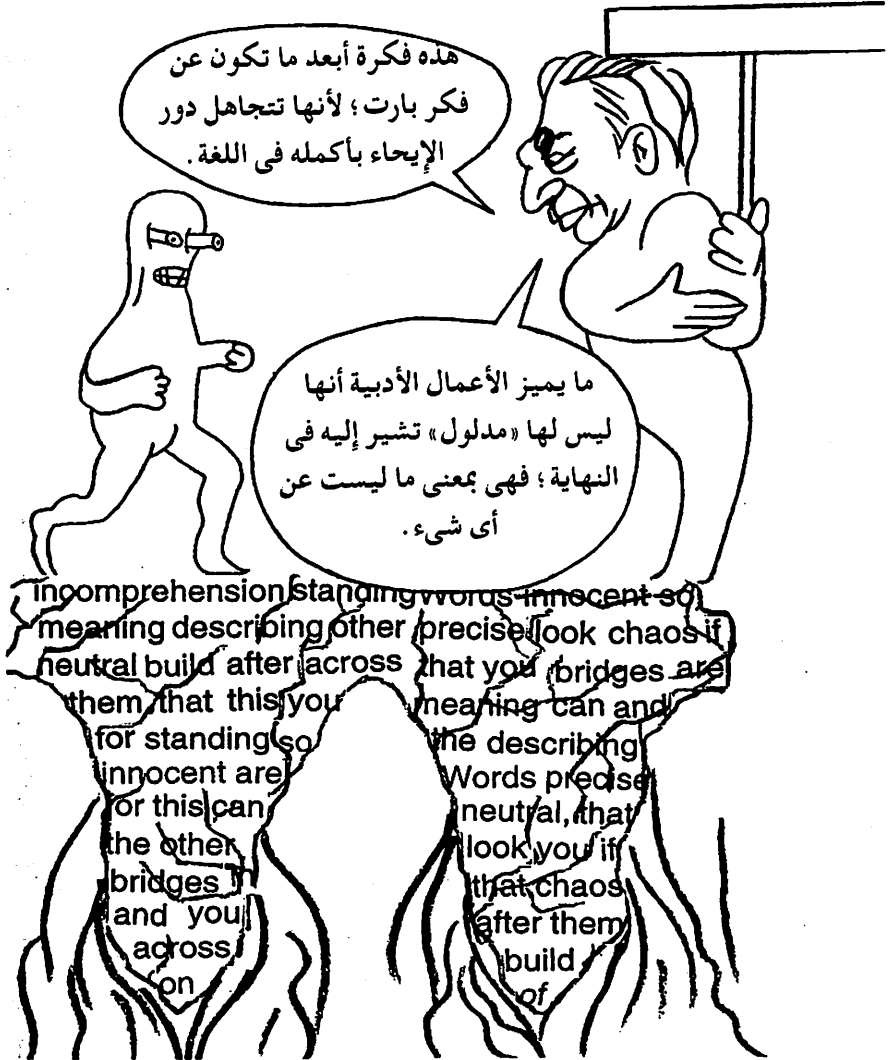 هذه فكرة أبعد ما تكون عن
فكر بارت ؛ لأنها تتجاهل دور
الإيحاء بأكمله فى اللغة .
ما يميز الأعمال الأدبية أنها
ليس لها «مدلول» تشير إليه فى
النهاية ؛ فهى بمعنى ما ليست عن
أى شىء .
incomprehension standing Words innocent so
meaning describing other precise look chaos if
neutral build after across that you bridges are
them, that this you meaning can and
for standing so the describing
innocent are Words precise
or this can neutral, that
the other look you if
bridges that chaos
and you after them
across build
on of